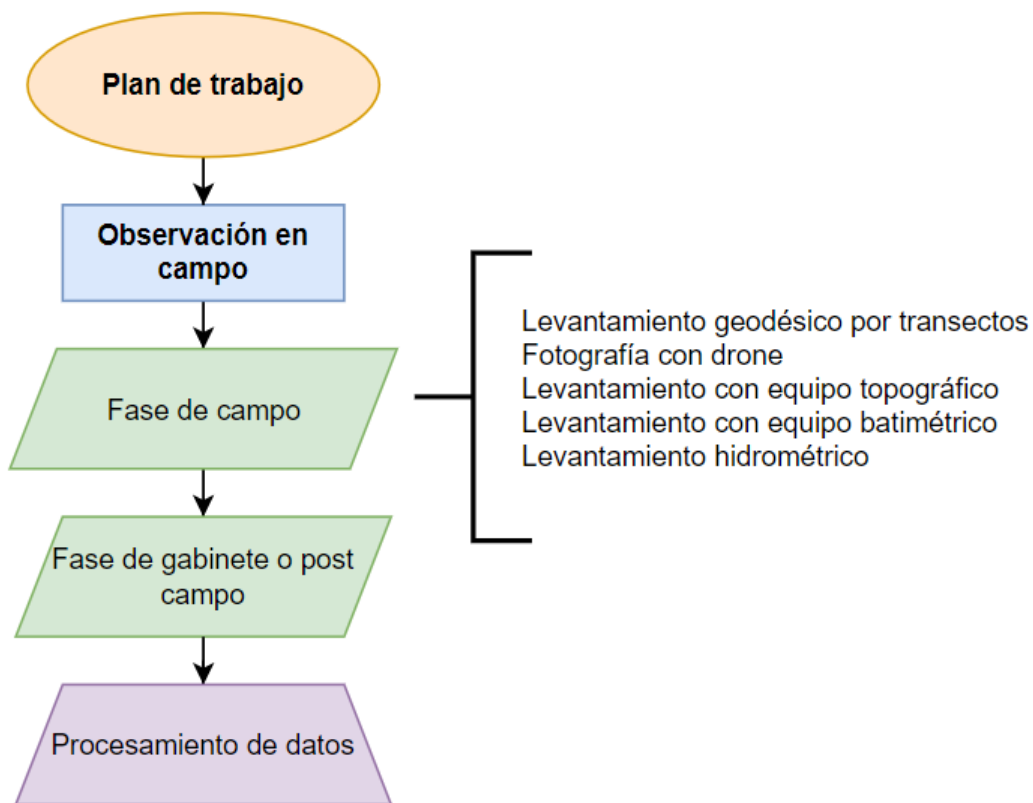 Plan de trabajo
Observación en
campo
Fase de campo
Levantamiento geodésico por transectos
Fotografía con drone
Levantamiento con equipo topográfico
Levantamiento con equipo batimétrico
Levantamiento hidrométrico
Fase de gabinete o post
campo
Procesamiento de datos